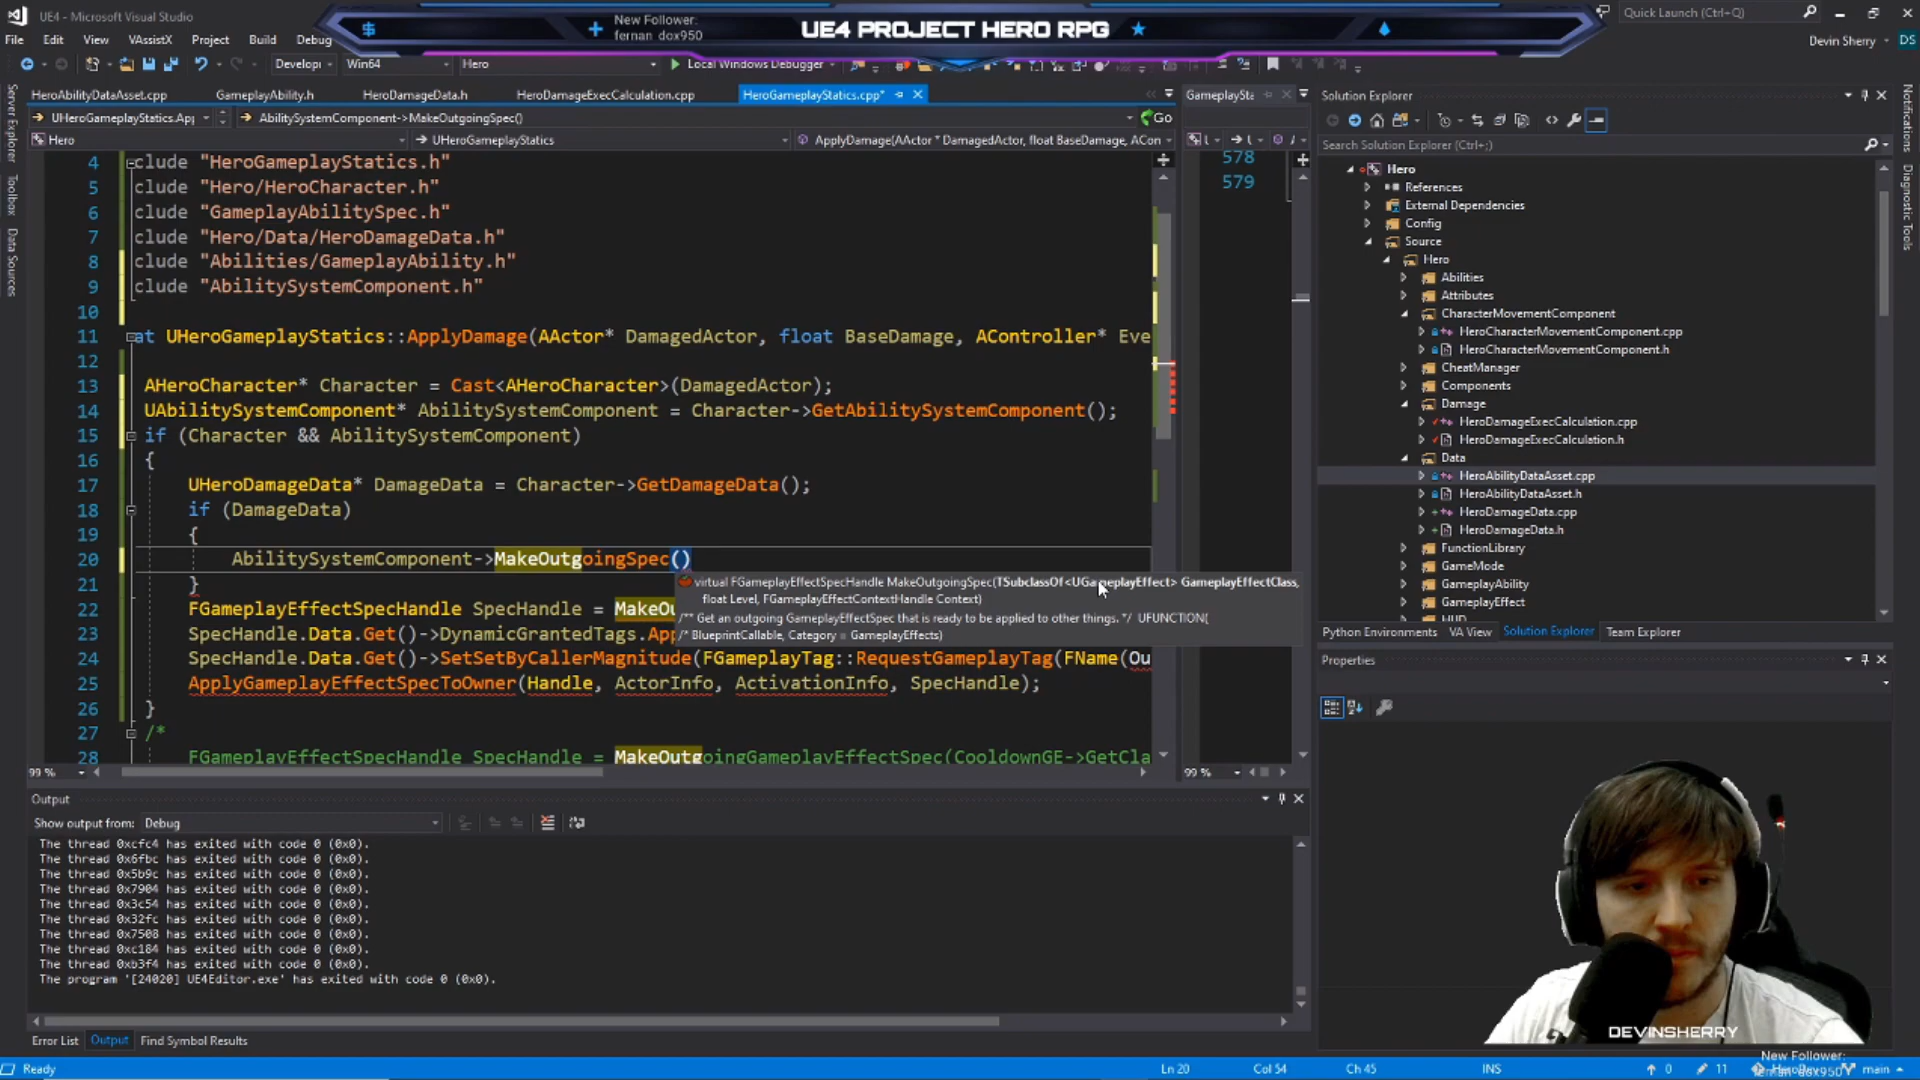 UE4 - Microsoft Visual Studio
New Follower:
fernan_dox950
UE4 PROJECT HERO RPG
Quick Launch (Ctrl+Q)
File Edit View VAssistX Project Build Debug
Devin Sherry DS
Develop Win64 Hero Local Windows Debugger
HeroAbilityDataAsset.cpp GameplayAbility.h HeroDamageData.h HeroDamageExecCalculation.cpp HeroGameplayStatics.cpp* GameplaySta
UHeroGameplayStatics.App AbilitySystemComponent->MakeOutgoingSpec() Go
Hero UHeroGameplayStatics ApplyDamage(AActor * DamagedActor, float BaseDamage, ACon
4 clude "HeroGameplayStatics.h"
5 clude "Hero/HeroCharacter.h"
6 clude "GameplayAbilitySpec.h"
7 clude "Hero/Data/HeroDamageData.h"
8 clude "Abilities/GameplayAbility.h"
9 clude "AbilitySystemComponent.h"
10
11 at UHeroGameplayStatics::ApplyDamage(AActor* DamagedActor, float BaseDamage, AController* Eve
12
13 AHeroCharacter* Character = Cast<AHeroCharacter>(DamagedActor);
14 UAbilitySystemComponent* AbilitySystemComponent = Character->GetAbilitySystemComponent();
15 if (Character && AbilitySystemComponent)
16 {
17 UHeroDamageData* DamageData = Character->GetDamageData();
18 if (DamageData)
19 {
20 AbilitySystemComponent->MakeOutgoingSpec()
21 }
22 FGameplayEffectSpecHandle SpecHandle = MakeOu
23 SpecHandle.Data.Get()->DynamicGrantedTags.App
24 SpecHandle.Data.Get()->SetSetByCallerMagnitude(FGameplayTag::RequestGameplayTag(FName(Ou
25 ApplyGameplayEffectSpecToOwner(Handle, ActorInfo, ActivationInfo, SpecHandle);
26 }
27 /*
28 FGameplayEffectSpecHandle SpecHandle = MakeOutgoingGameplayEffectSpec(CooldownGE->GetCla
virtual FGameplayEffectSpecHandle MakeOutgoingSpec(TSubclassOf<UGameplayEffect> GameplayEffectClass,
float Level, FGameplayEffectContextHandle Context)
/** Get an outgoing GameplayEffectSpec that is ready to be applied to other things. */ UFUNCTION(
/* BlueprintCallable, Category = GameplayEffects)
578
579
99 %
99 %
Server Explorer
Toolbox
Data Sources
Output
Show output from: Debug
The thread 0xcfc4 has exited with code 0 (0x0).
The thread 0x6fbc has exited with code 0 (0x0).
The thread 0x5b9c has exited with code 0 (0x0).
The thread 0x7904 has exited with code 0 (0x0).
The thread 0x3c54 has exited with code 0 (0x0).
The thread 0x32fc has exited with code 0 (0x0).
The thread 0x7508 has exited with code 0 (0x0).
The thread 0xc184 has exited with code 0 (0x0).
The thread 0xb3f4 has exited with code 0 (0x0).
The program '[24020] UE4Editor.exe' has exited with code 0 (0x0).
Error List Output Find Symbol Results
Solution Explorer
Search Solution Explorer (Ctrl+;)
Hero
References
External Dependencies
Config
Source
Hero
Abilities
Attributes
CharacterMovementComponent
HeroCharacterMovementComponent.cpp
HeroCharacterMovementComponent.h
CheatManager
Components
Damage
HeroDamageExecCalculation.cpp
HeroDamageExecCalculation.h
Data
HeroAbilityDataAsset.cpp
HeroAbilityDataAsset.h
HeroDamageData.cpp
HeroDamageData.h
FunctionLibrary
GameMode
GameplayAbility
GameplayEffect
HUD
Python Environments VA View Solution Explorer Team Explorer
Properties
Notifications
Diagnostic Tools
DEVINSHERRY
New Follower:
Ready Ln 20 Col 54 Ch 45 INS 0 11 main